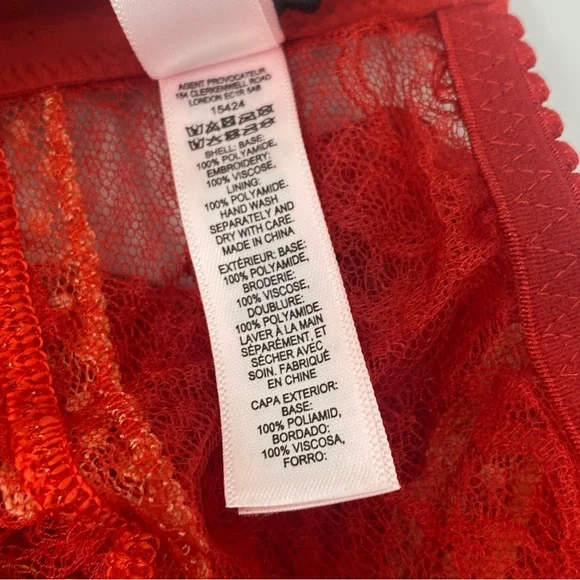 AGENT PROVOCATEUR
154 CLERKENWELL ROAD
LONDON EC1R 5AB
15424
SHELL: BASE:
100% POLYAMIDE,
EMBROIDERY:
100% VISCOSE,
LINING:
100% POLYAMIDE.
HAND WASH
SEPARATELY AND
DRY WITH CARE.
MADE IN CHINA
EXTÉRIEUR: BASE:
100% POLYAMIDE,
BRODERIE:
100% VISCOSE,
DOUBLURE:
100% POLYAMIDE.
LAVER À LA MAIN
SÉPARÉMENT, ET
SÉCHER AVEC
SOIN. FABRIQUÉ
EN CHINE
CAPA EXTERIOR:
BASE:
100% POLIAMID,
BORDADO:
100% VISCOSA,
FORRO: